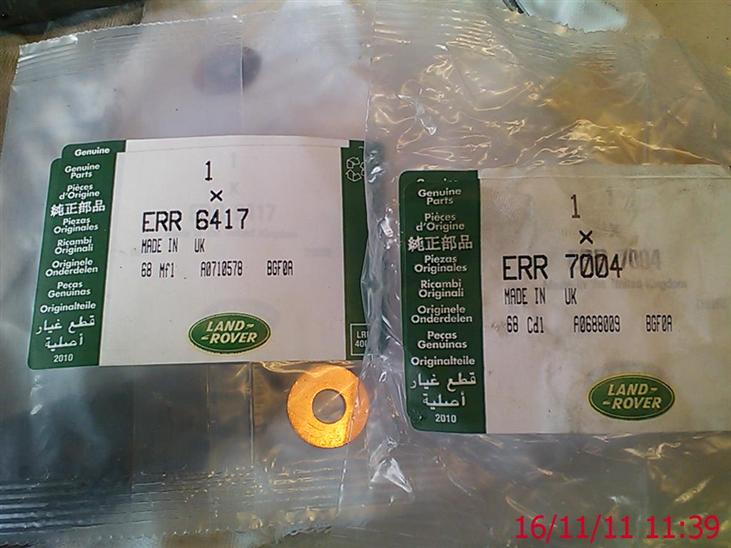 Genuine
Genuine
Parts
Pièces
d'Origine
純正部品
Piezas
Originales
Ricambi
Originali
Originele
Onderdelen
Peças
Genuinas
Originalteile
قطع غيار
أصلية
2010
1
×
ERR 6417
MADE IN UK
68 Mf1 A0710578 BGF0A
LAND-
-ROVER
Genuine
Parts
Pièces
d'Origine
純正部品
Piezas
Originales
Ricambi
Originali
Originele
Onderdelen
Peças
Genuinas
Originalteile
قطع غيار
أصلية
2010
1
×
ERR 7004
MADE IN UK
68 Cd1 A0688009 BGF0A
LAND-
-ROVER
16/11/11 11:39